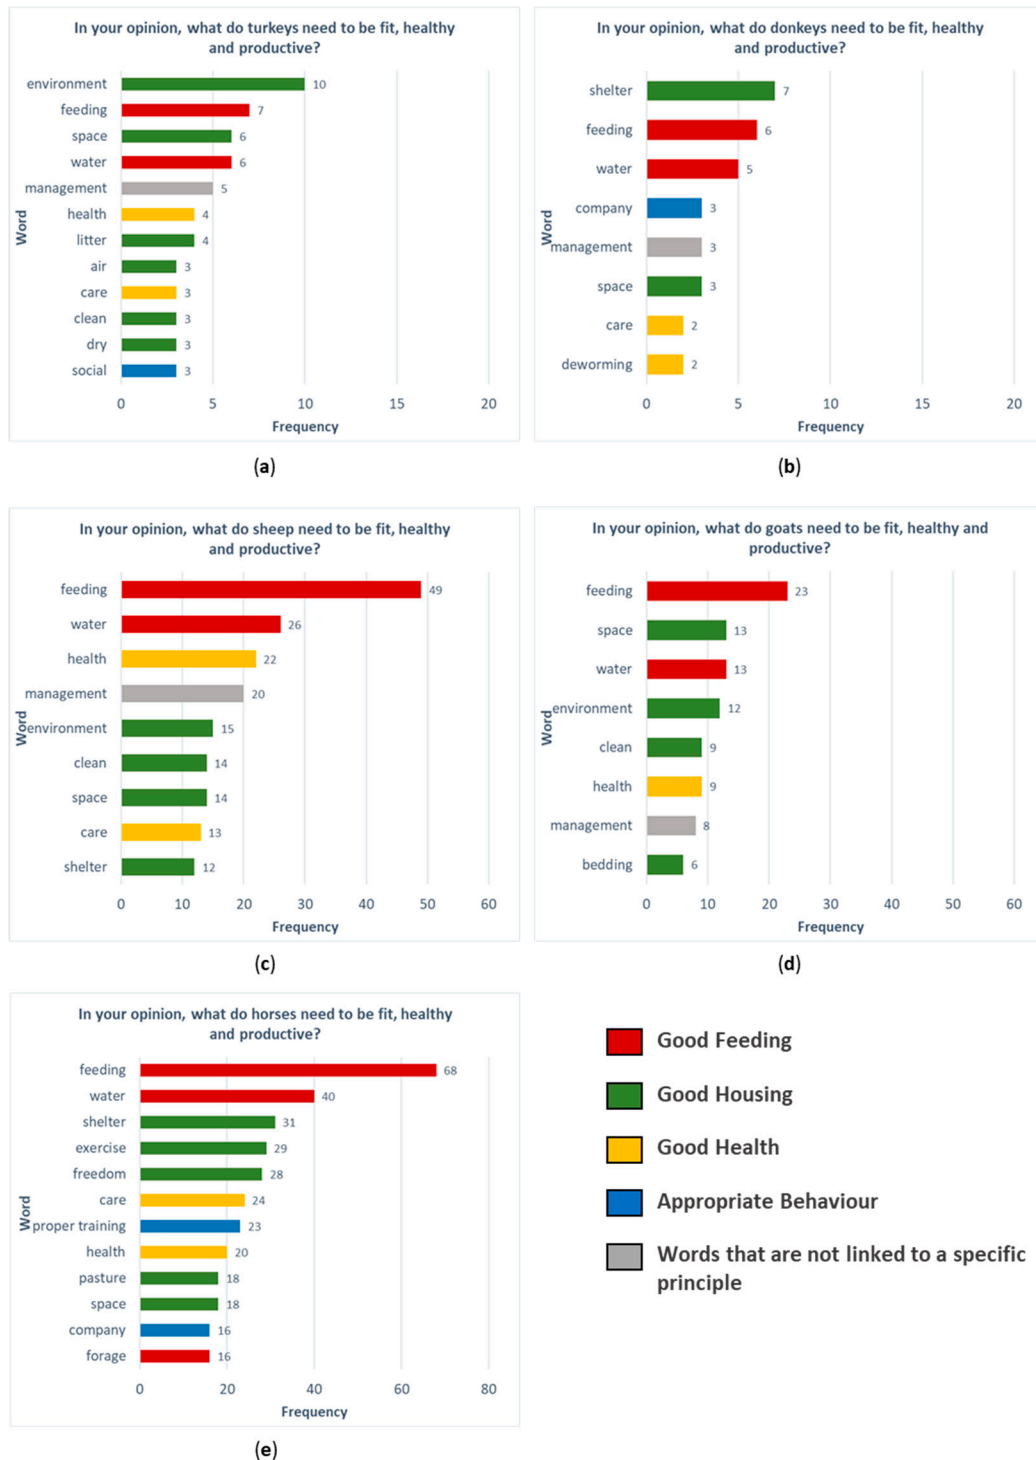 In your opinion, what do turkeys need to be fit, healthy
and productive?
Word
environment 10
feeding 7
space 6
water 6
management 5
health 4
litter 4
air 3
care 3
clean 3
dry 3
social 3
0 5 10 15 20
Frequency
(a)
In your opinion, what do donkeys need to be fit, healthy
and productive?
Word
shelter 7
feeding 6
water 5
company 3
management 3
space 3
care 2
deworming 2
0 5 10 15 20
Frequency
(b)
In your opinion, what do sheep need to be fit, healthy
and productive?
Word
feeding 49
water 26
health 22
management 20
environment 15
clean 14
space 14
care 13
shelter 12
0 10 20 30 40 50 60
Frequency
(c)
In your opinion, what do goats need to be fit, healthy and
productive?
Word
feeding 23
space 13
water 13
environment 12
clean 9
health 9
management 8
bedding 6
0 10 20 30 40 50 60
Frequency
(d)
In your opinion, what do horses need to be fit, healthy
and productive?
Word
feeding 68
water 40
shelter 31
exercise 29
freedom 28
care 24
proper training 23
health 20
pasture 18
space 18
company 16
forage 16
0 20 40 60 80
Frequency
(e)
Good Feeding
Good Housing
Good Health
Appropriate Behaviour
Words that are not linked to a specific
principle